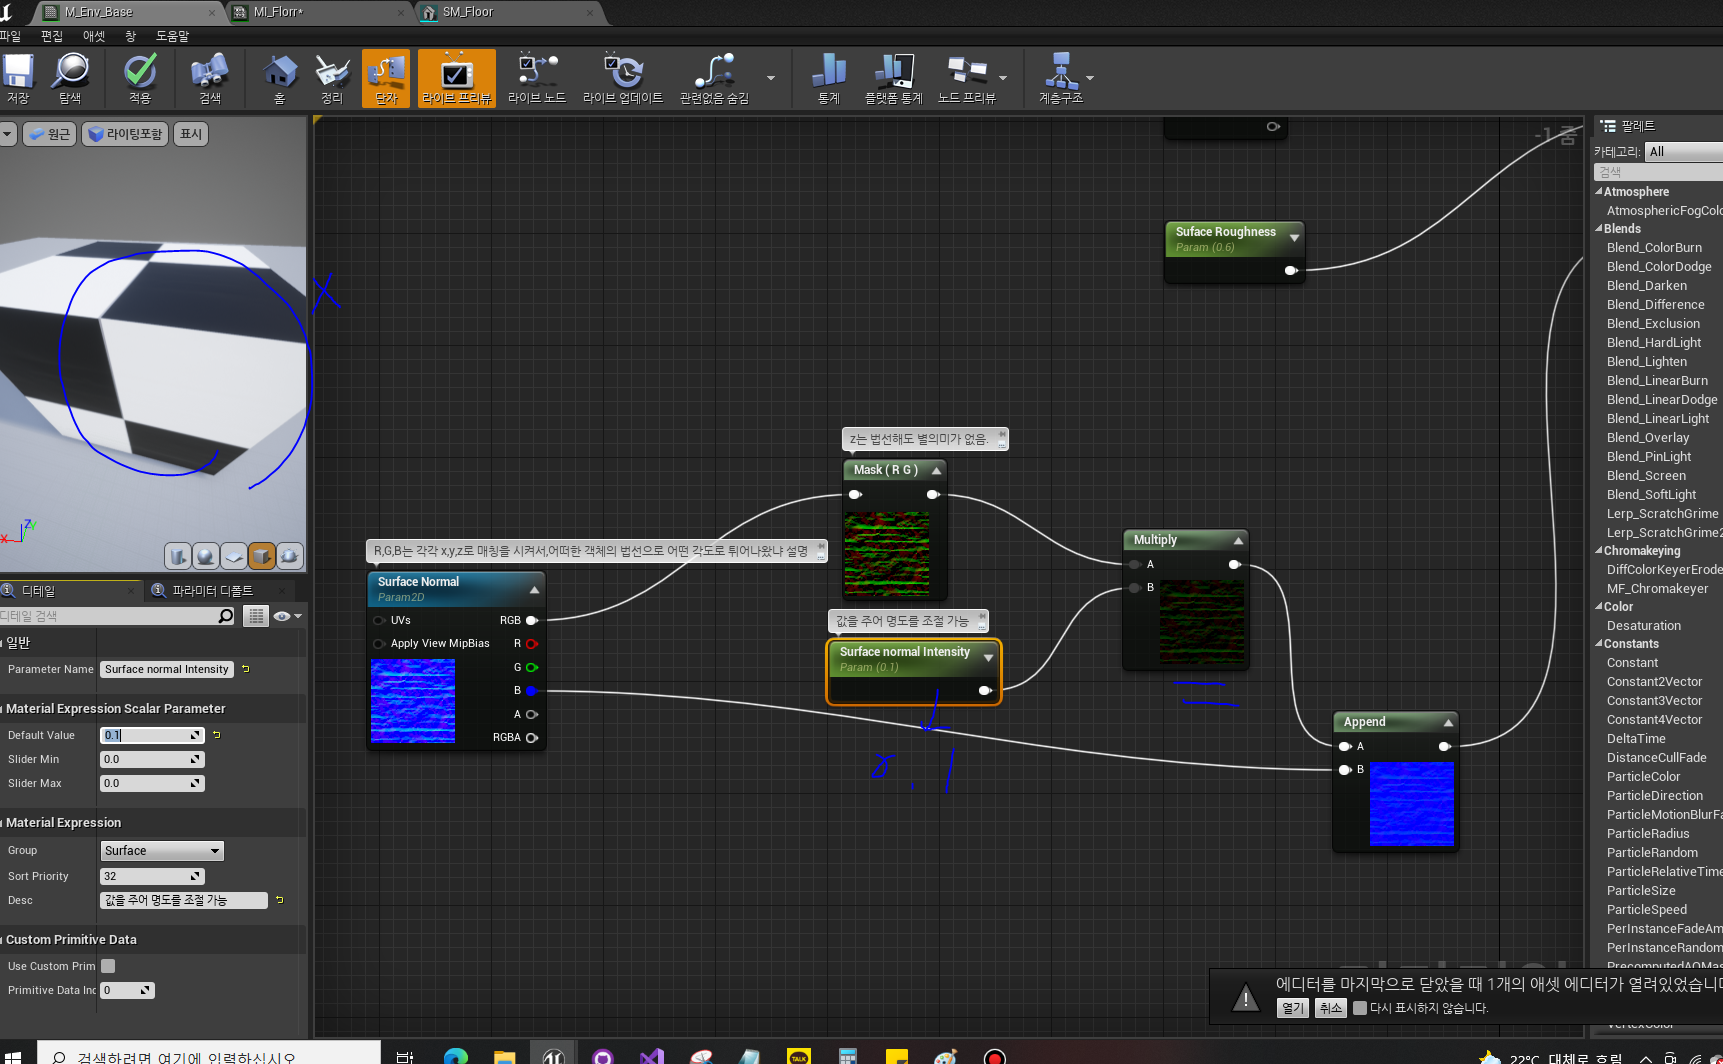 M_Env_Base
MI_Florr*
SM_Floor
파일 편집 애셋 창 도움말
저장 탐색 적용 검색 홈 정리 단자 라이브 프리뷰 라이브 노드 라이브 업데이트 관련없음 숨김 통계 플랫폼 통계 노드 프리뷰 계층구조
원근 라이팅포함 표시
X
Z
Y
X
-1 줌
Suface Roughness
Param (0.6)
z는 법선해도 별의미가 없음.
Mask ( R G )
R,G,B는 각각 x,y,z로 매칭을 시켜서,어떠한 객체의 법선으로 어떤 각도로 튀어나왔냐 설명
Surface Normal
Param2D
UVs
Apply View MipBias
RGB
R
G
B
A
RGBA
값을 주어 명도를 조절 가능
Surface normal Intensity
Param (0.1)
Multiply
A
B
Append
A
B
디테일
파라미터 디폴트
디테일 검색
일반
Parameter Name Surface normal Intensity
Material Expression Scalar Parameter
Default Value 0.1
Slider Min 0.0
Slider Max 0.0
Material Expression
Group Surface
Sort Priority 32
Desc 값을 주어 명도를 조절 가능
Custom Primitive Data
Use Custom Prim
Primitive Data Ind 0
팔레트
카테고리: All
검색
Atmosphere
AtmosphericFogColo
Blends
Blend_ColorBurn
Blend_ColorDodge
Blend_Darken
Blend_Difference
Blend_Exclusion
Blend_HardLight
Blend_Lighten
Blend_LinearBurn
Blend_LinearDodge
Blend_LinearLight
Blend_Overlay
Blend_PinLight
Blend_Screen
Blend_SoftLight
Lerp_ScratchGrime
Lerp_ScratchGrime2
Chromakeying
DiffColorKeyerErode
MF_Chromakeyer
Color
Desaturation
Constants
Constant
Constant2Vector
Constant3Vector
Constant4Vector
DeltaTime
DistanceCullFade
ParticleColor
ParticleDirection
ParticleMotionBlurFa
ParticleRadius
ParticleRandom
ParticleRelativeTime
ParticleSize
ParticleSpeed
PerInstanceFadeAm
PerInstanceRandom
PrecomputedAOMas
VertexColor
에디터를 마지막으로 닫았을 때 1개의 애셋 에디터가 열려있었습니다
열기 취소 다시 표시하지 않습니다.
검색하려면 여기에 입력하십시오
TALK
22°C 대체로 흐림